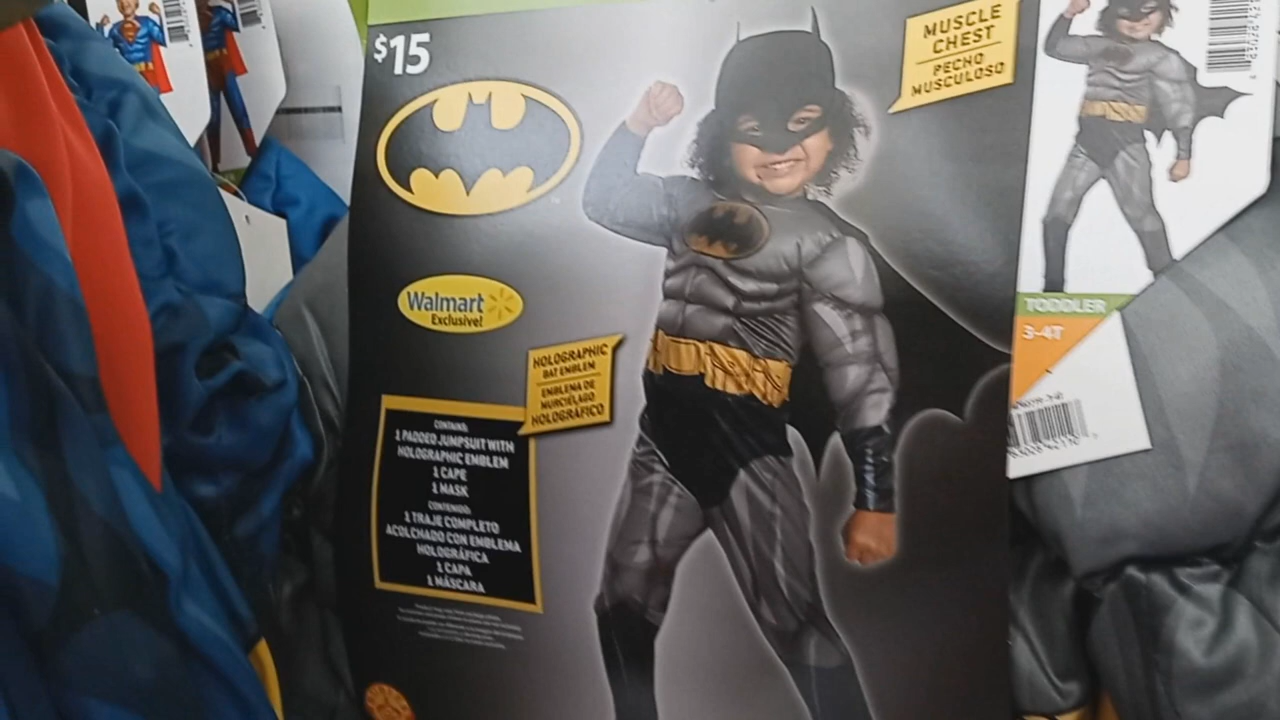 $15
MUSCLE
CHEST
PECHO
MUSCULOSO
Walmart
Exclusive!
HOLOGRAPHIC
BAT EMBLEM
EMBLEMA DE
MURCIÉLAGO
HOLOGRÁFICO
CONTAINS:
1 PADDED JUMPSUIT WITH
HOLOGRAPHIC EMBLEM
1 CAPE
1 MASK
CONTENIDO:
1 TRAJE COMPLETO
ACOLCHADO CON EMBLEMA
HOLOGRÁFICA
1 CAPA
1 MÁSCARA
TODDLER
3-4T